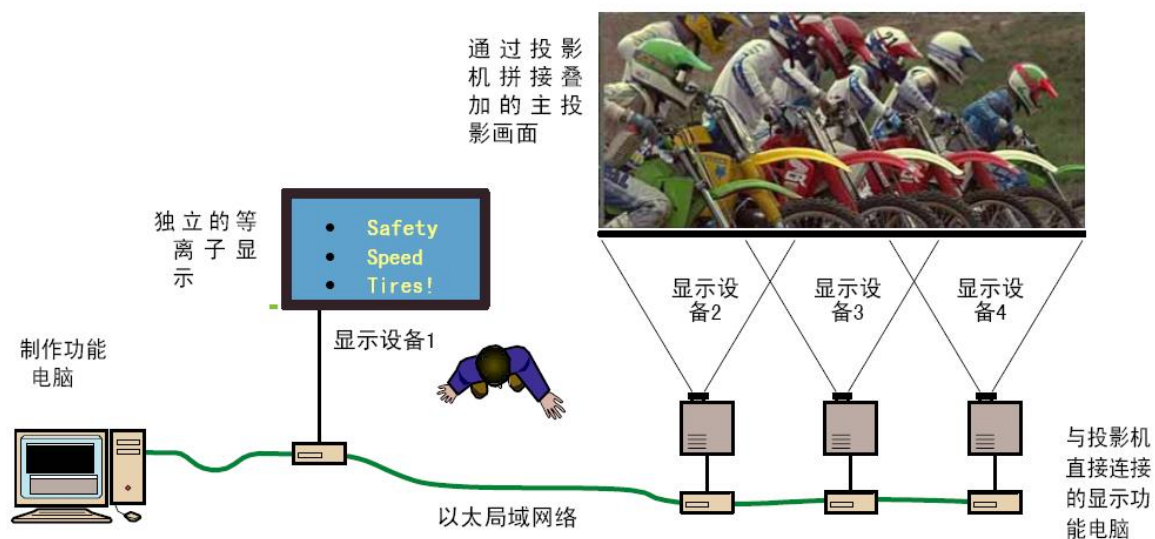 通过投影
机拼接叠
加的主投
影画面
独立的等
离子显
示
• Safety
• Speed
• Tires!
显示设备1
显示设
备2
显示设
备3
显示设
备4
制作功能
电脑
以太局域网络
与投影机
直接连接
的显示功
能电脑